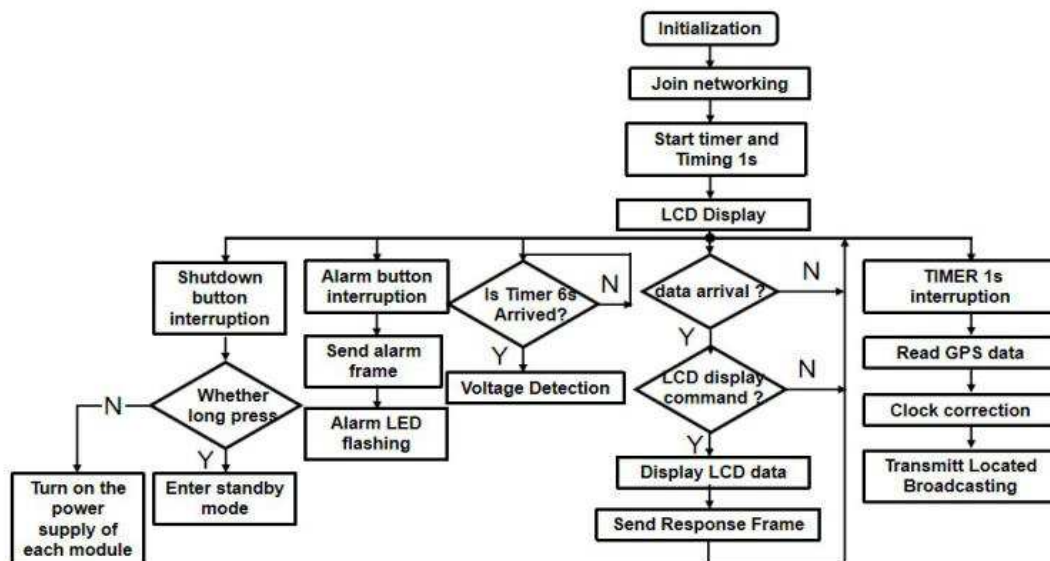 Initialization
Join networking
Start timer and
Timing 1s
LCD Display
Shutdown
button
interruption
Whether
long press
N
Y
Turn on the
power
supply of
each module
Enter standby
mode
Alarm button
interruption
Send alarm
frame
Alarm LED
flashing
Is Timer 6s
Arrived?
N
Y
Voltage Detection
data arrival ?
N
Y
LCD display
command ?
N
Y
Display LCD data
Send Response Frame
TIMER 1s
interruption
Read GPS data
Clock correction
Transmitt Located
Broadcasting